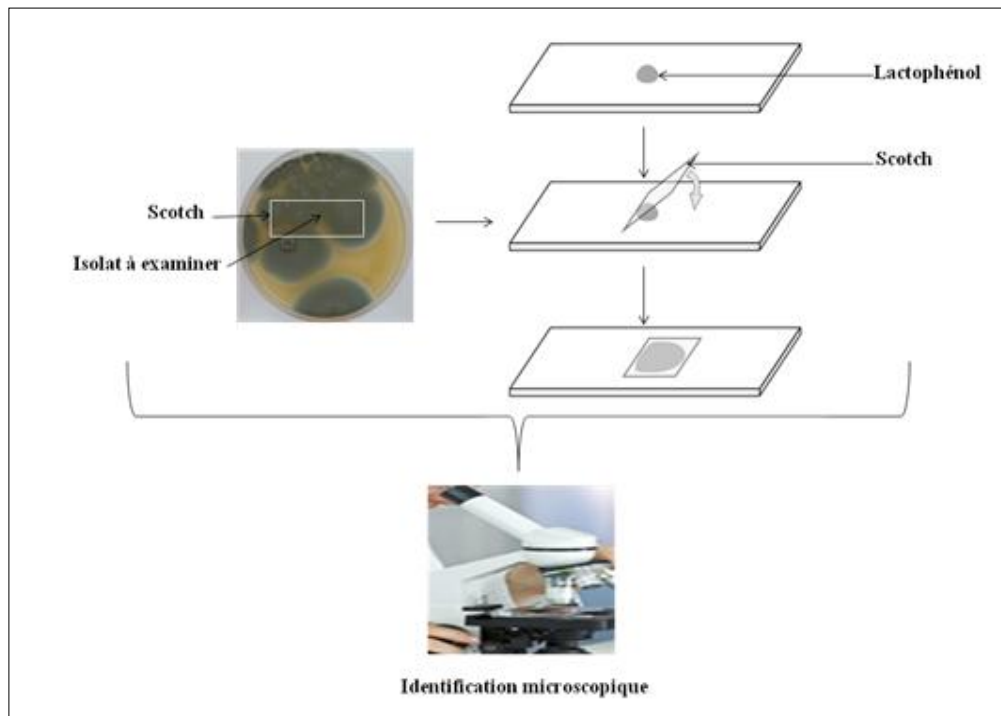 Lactophénol
Scotch
Scotch
Isolat à examiner
Identification microscopique